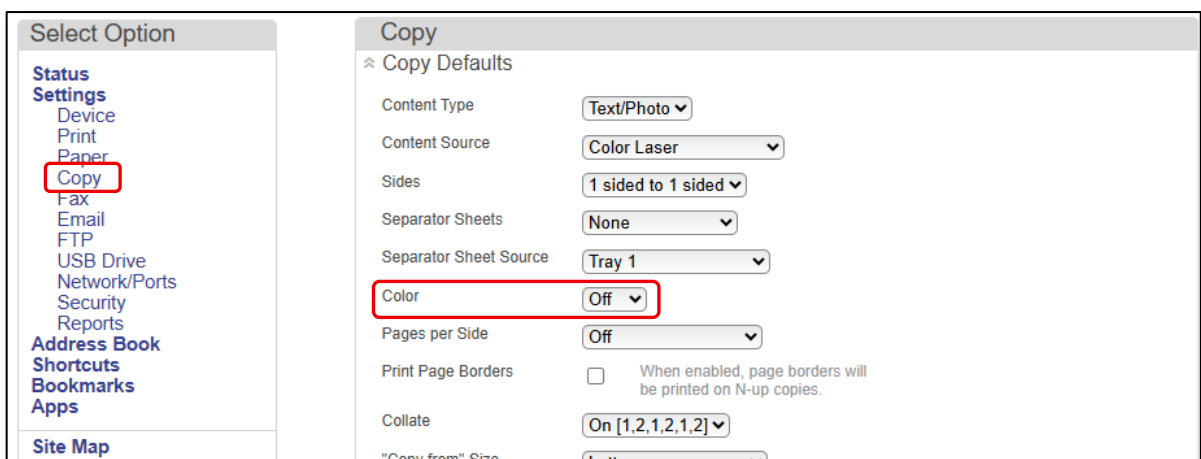 Select Option
Status
Settings
Device
Print
Paper
Copy
Fax
Email
FTP
USB Drive
Network/Ports
Security
Reports
Address Book
Shortcuts
Bookmarks
Apps
Site Map
Copy
Copy Defaults
Content Type Text/Photo
Content Source Color Laser
Sides 1 sided to 1 sided
Separator Sheets None
Separator Sheet Source Tray 1
Color Off
Pages per Side Off
Print Page Borders When enabled, page borders will
be printed on N-up copies.
Collate On [1,2,1,2,1,2]
"Copy from" Size